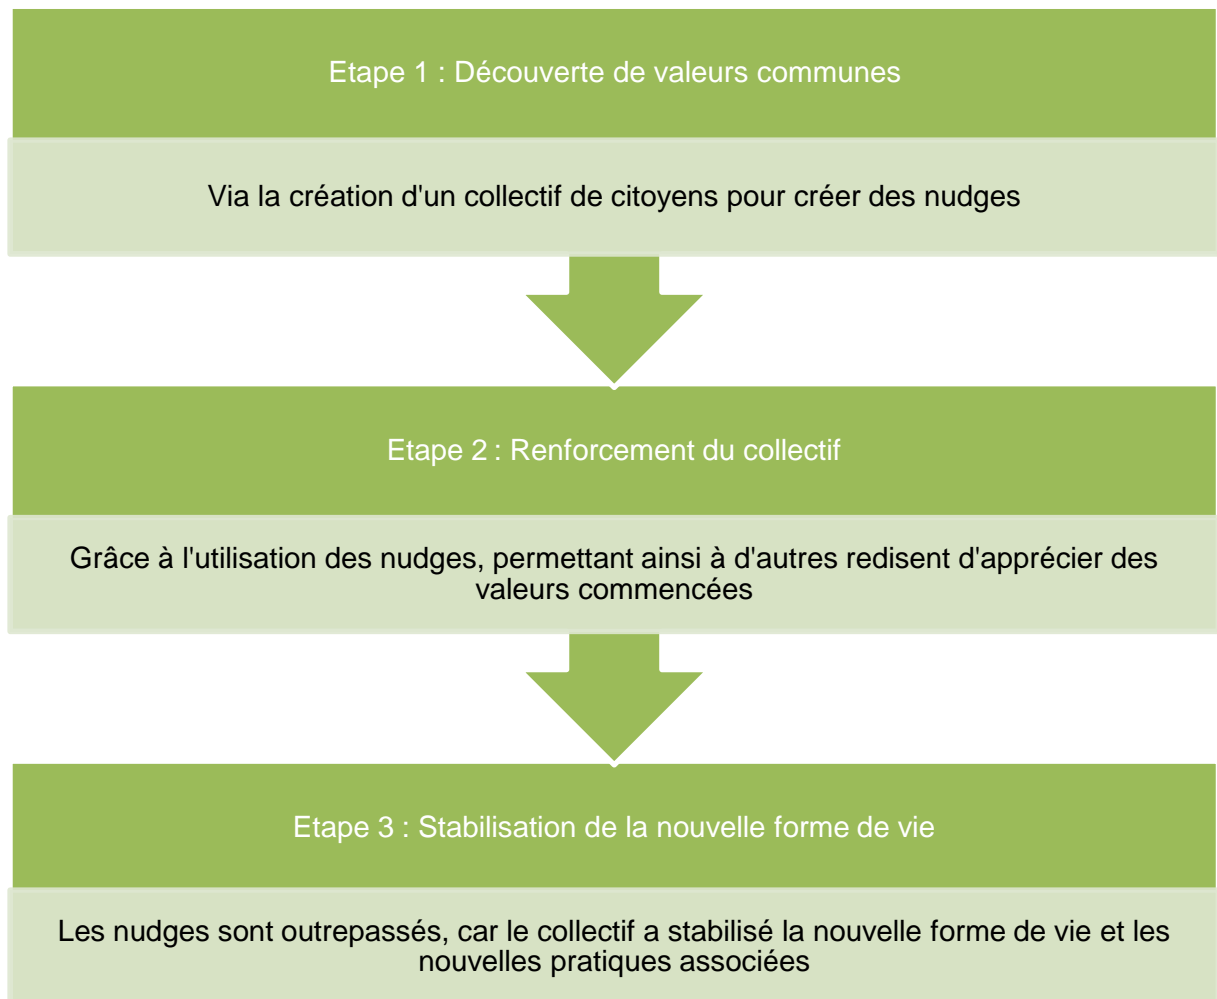 Etape 1 : Découverte de valeurs communes
Via la création d'un collectif de citoyens pour créer des nudges
Etape 2 : Renforcement du collectif
Grâce à l'utilisation des nudges, permettant ainsi à d'autres redisent d'apprécier des
valeurs commencées
Etape 3 : Stabilisation de la nouvelle forme de vie
Les nudges sont outrepassés, car le collectif a stabilisé la nouvelle forme de vie et les
nouvelles pratiques associées